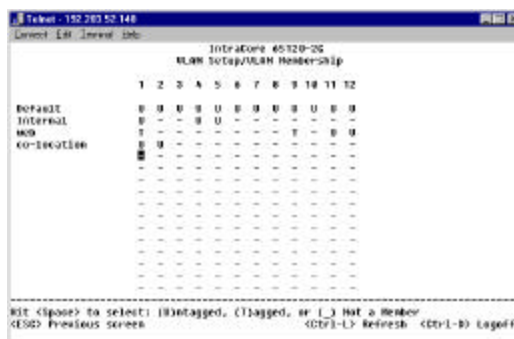 Telnet - 152.203.52.148
Connect Edit Terminal Help
IntraCore 65120-2G
VLAN Setup/VLAN Membership
1 2 3 4 5 6 7 8 9 10 11 12
Default U U U U U U U U U U U U
Internal U - - U U - - - - - - -
WEB T - - - - - - - T - U U
co-location U U - - - - - - - - - -
Hit <Space> to select: (U)ntagged, (T)agged, or (_) Not a Member
<ESC> Previous screen <Ctrl-L> Refresh <Ctrl-D> Logoff